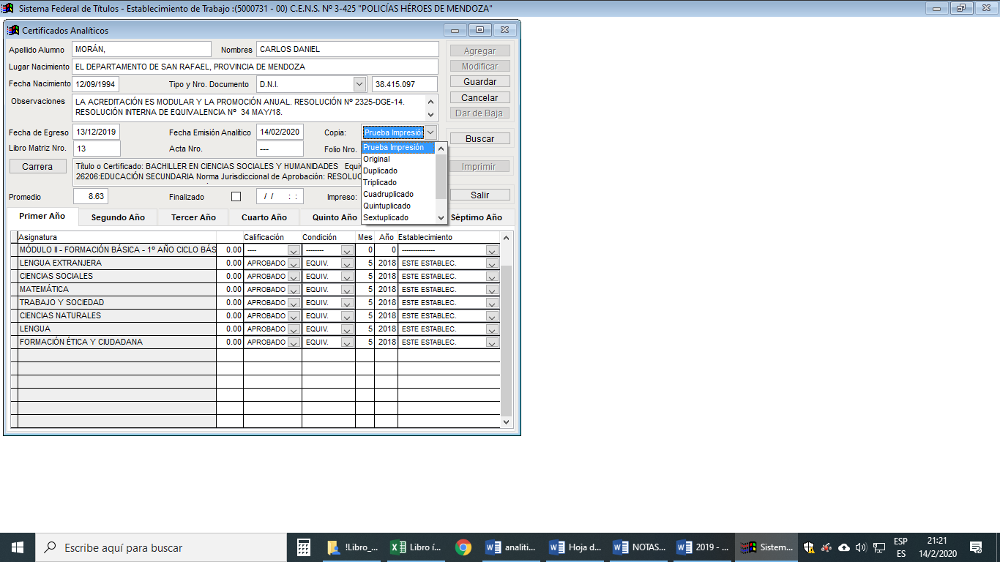 Sistema Federal de Títulos - Establecimiento de Trabajo :(5000731 - 00) C.E.N.S. Nº 3-425 "POLICÍAS HÉROES DE MENDOZA"
Certificados Analíticos
Apellido Alumno MORÁN, Nombres CARLOS DANIEL Agregar
Lugar Nacimiento EL DEPARTAMENTO DE SAN RAFAEL, PROVINCIA DE MENDOZA Modificar
Fecha Nacimiento 12/09/1994 Tipo y Nro. Documento D.N.I. 38.415.097 Guardar
Observaciones LA ACREDITACIÓN ES MODULAR Y LA PROMOCIÓN ANUAL. RESOLUCIÓN Nº 2325-DGE-14. Cancelar
RESOLUCIÓN INTERNA DE EQUIVALENCIA Nº 34 MAY/18. Dar de Baja
Fecha de Egreso 13/12/2019 Fecha Emisión Analítico 14/02/2020 Copia: Prueba Impresión Buscar
Libro Matriz Nro. 13 Acta Nro. --- Folio Nro. Prueba Impresión
Original
Carrera Título o Certificado: BACHILLER EN CIENCIAS SOCIALES Y HUMANIDADES Equi Duplicado Imprimir
26206:EDUCACIÓN SECUNDARIA Norma Jurisdiccional de Aprobación: RESOLUC Triplicado
Promedio 8.63 Finalizado / / : : Impreso: Cuadruplicado Salir
Quintuplicado
Sextuplicado
Primer Año Segundo Año Tercer Año Cuarto Año Quinto Año Séptimo Año
Asignatura Calificación Condición Mes Año Establecimiento
MÓDULO II - FORMACIÓN BÁSICA - 1º AÑO CICLO BÁS 0.00 ---- -------- 0 0 ---------------
LENGUA EXTRANJERA 0.00 APROBADO EQUIV. 5 2018 ESTE ESTABLEC.
CIENCIAS SOCIALES 0.00 APROBADO EQUIV. 5 2018 ESTE ESTABLEC.
MATEMÁTICA 0.00 APROBADO EQUIV. 5 2018 ESTE ESTABLEC.
TRABAJO Y SOCIEDAD 0.00 APROBADO EQUIV. 5 2018 ESTE ESTABLEC.
CIENCIAS NATURALES 0.00 APROBADO EQUIV. 5 2018 ESTE ESTABLEC.
LENGUA 0.00 APROBADO EQUIV. 5 2018 ESTE ESTABLEC.
FORMACIÓN ÉTICA Y CIUDADANA 0.00 APROBADO EQUIV. 5 2018 ESTE ESTABLEC.
Escribe aquí para buscar !Libro_... Libro í... analiti... Hoja d... NOTAS... 2019 - ... Sistem... ESP 21:21
ES 14/2/2020